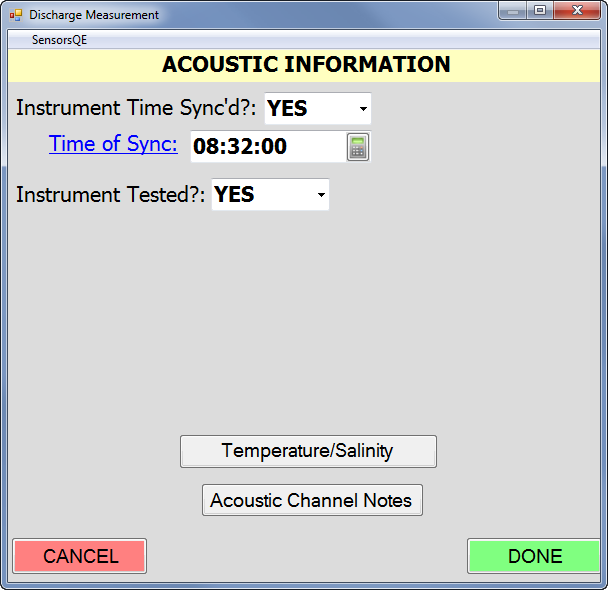 Discharge Measurement
SensorsQE
ACOUSTIC INFORMATION
Instrument Time Sync'd?: YES
Time of Sync: 08:32:00
Instrument Tested?: YES
Temperature/Salinity
Acoustic Channel Notes
CANCEL DONE